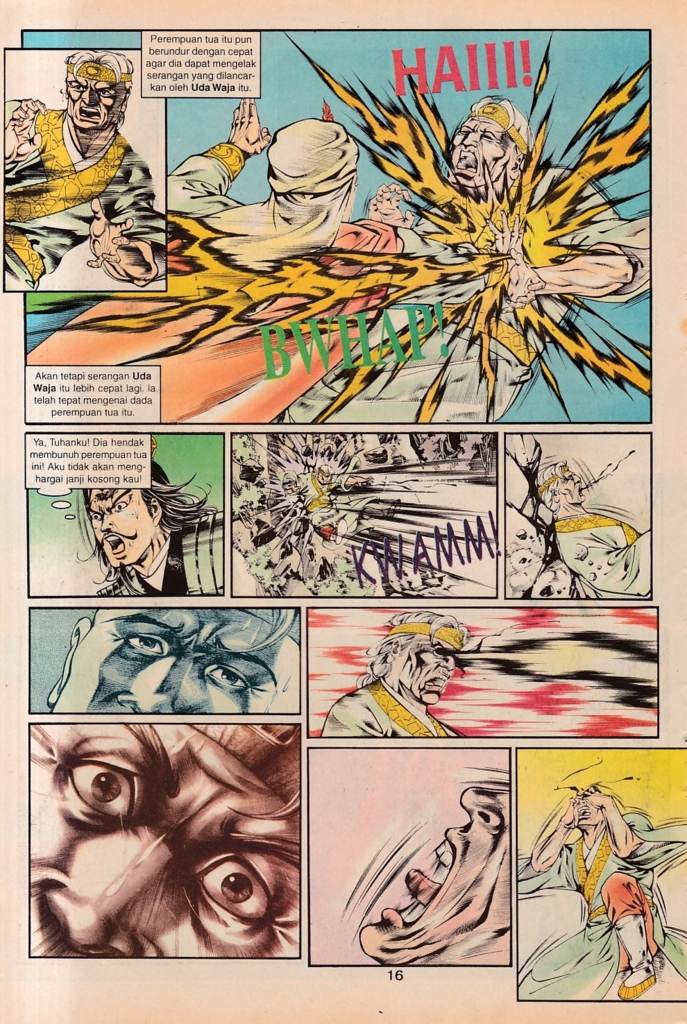 Perempuan tua itu pun
berundur dengan cepat
agar dia dapat mengelak
serangan yang dilancar-
kan oleh Uda Waja itu.
HAIII!
BWHAP!
Akan tetapi serangan Uda
Waja itu lebih cepat lagi. Ia
telah tepat mengenai dada
perempuan tua itu.
Ya, Tuhanku! Dia hendak
membunuh perempuan tua
ini! Aku tidak akan meng-
hargai janji kosong kau!
KWAMM!
16